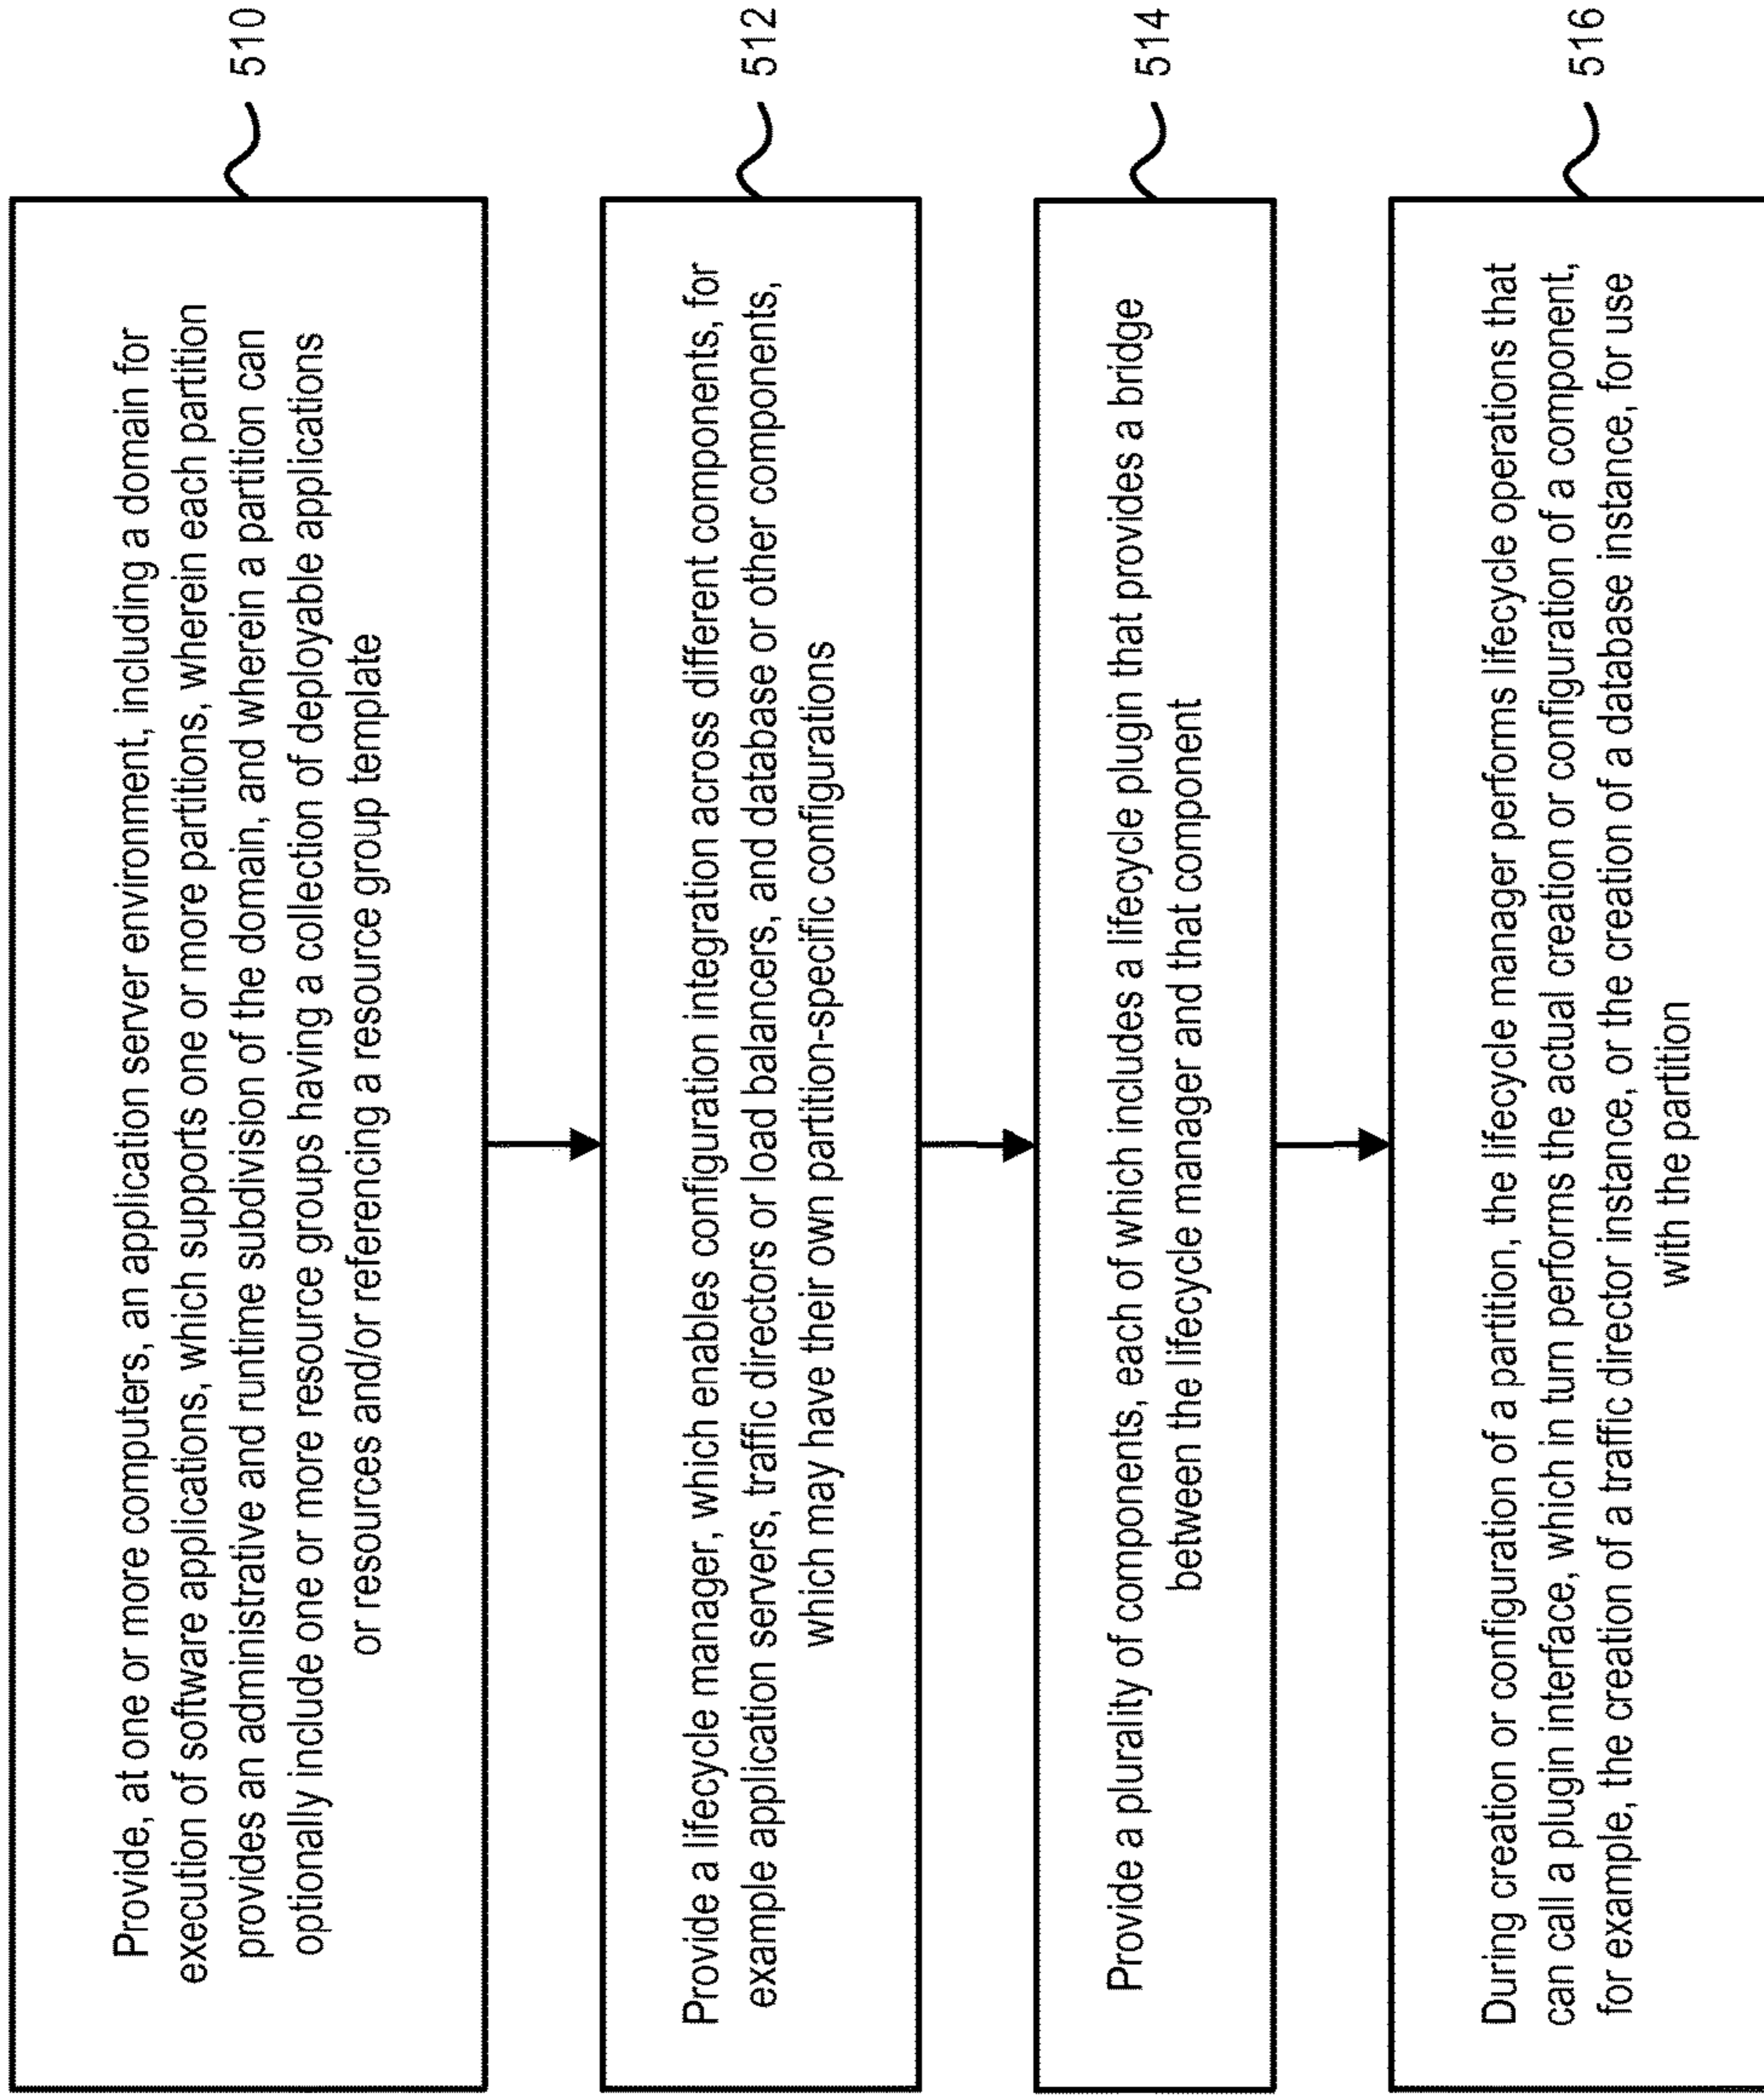 Provide, at one or more computers, an application server environment, including a domain for
execution of software applications, which supports one or more partitions, wherein each partition
provides an administrative and runtime subdivision of the domain, and wherein a partition can
optionally include one or more resource groups having a collection of deployable applications
or resources and/or referencing a resource group template
510
Provide a lifecycle manager, which enables configuration integration across different components, for
example application servers, traffic directors or load balancers, and database or other components,
which may have their own partition-specific configurations
512
Provide a plurality of components, each of which includes a lifecycle plugin that provides a bridge
between the lifecycle manager and that component
514
During creation or configuration of a partition, the lifecycle manager performs lifecycle operations that
can call a plugin interface, which in turn performs the actual creation or configuration of a component,
for example, the creation of a traffic director instance, or the creation of a database instance, for use
with the partition
516